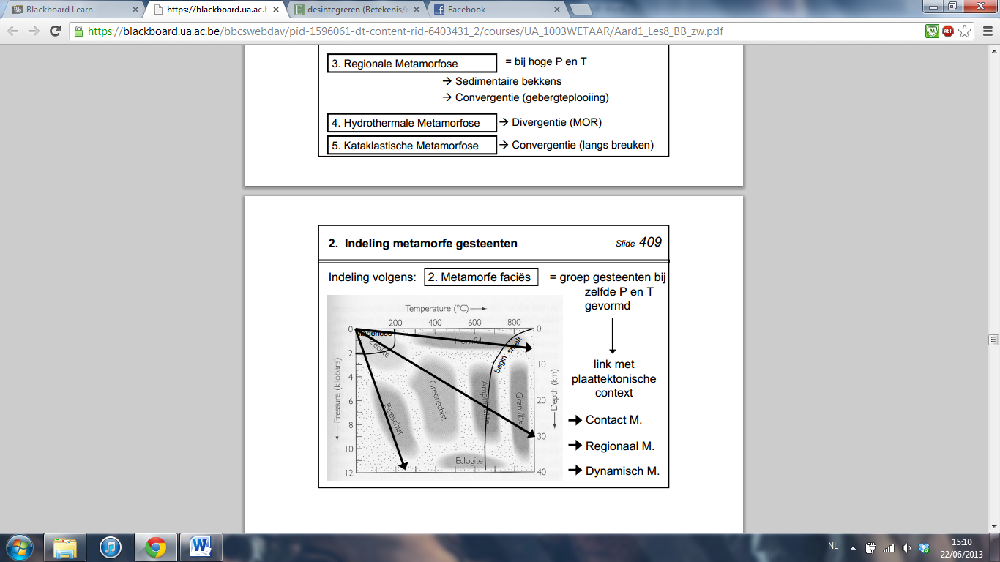 Blackboard Learn
https://blackboard.ua.ac.b
desintegreren (Betekenis/
Facebook
https://blackboard.ua.ac.be/bbcswebdav/pid-1596061-dt-content-rid-6403431_2/courses/UA_1003WETAAR/Aard1_Les8_BB_zw.pdf
3. Regionale Metamorfose = bij hoge P en T
→ Sedimentaire bekkens
→ Convergentie (gebergteplooiing)
4. Hydrothermale Metamorfose → Divergentie (MOR)
5. Kataklastische Metamorfose → Convergentie (langs breuken)
2. Indeling metamorfe gesteenten Slide 409
Indeling volgens: 2. Metamorfe faciës = groep gesteenten bij
zelfde P en T
gevormd
link met
plaattektonische
context
→ Contact M.
→ Regionaal M.
→ Dynamisch M.
Temperature (°C) →
200 400 600 800
0 2 4 6 8 10 12
← Pressure (kilobars)
0 10 20 30 40
← Depth (km)
Zeolite
Hornfels
begin smelt
Blueschist
Greenschist
Amphibolite
Granulite
Eclogite
NL
15:10
22/06/2013